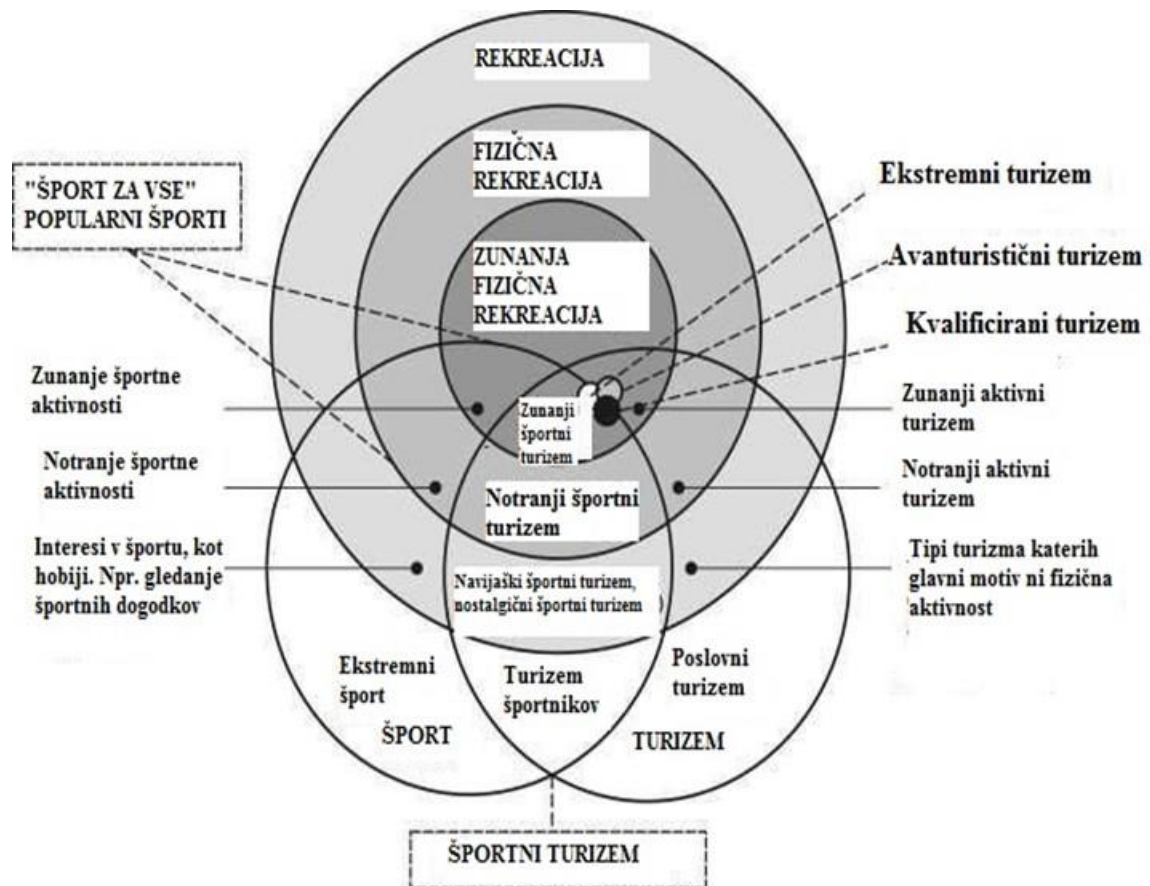 REKREACIJA
FIZIČNA
REKREACIJA
"ŠPORT ZA VSE"
POPULARNI ŠPORTI
Ekstremni turizem
Avanturistični turizem
Kvalificirani turizem
ZUNANJA
FIZIČNA
REKREACIJA
Zunanje športne
aktivnosti
Zunanji
športni
turizem
Zunanji aktivni
turizem
Notranje športne
aktivnosti
Notranji športni
turizem
Notranji aktivni
turizem
Interesi v športu, kot
hobiji. Npr. gledanje
športnih dogodkov
Navijaški športni turizem,
nostalgični športni turizem
Tipi turizma katerih
glavni motiv ni fizična
aktivnost
Ekstremni
šport
Turizem
športnikov
Poslovni
turizem
ŠPORT
TURIZEM
ŠPORTNI TURIZEM